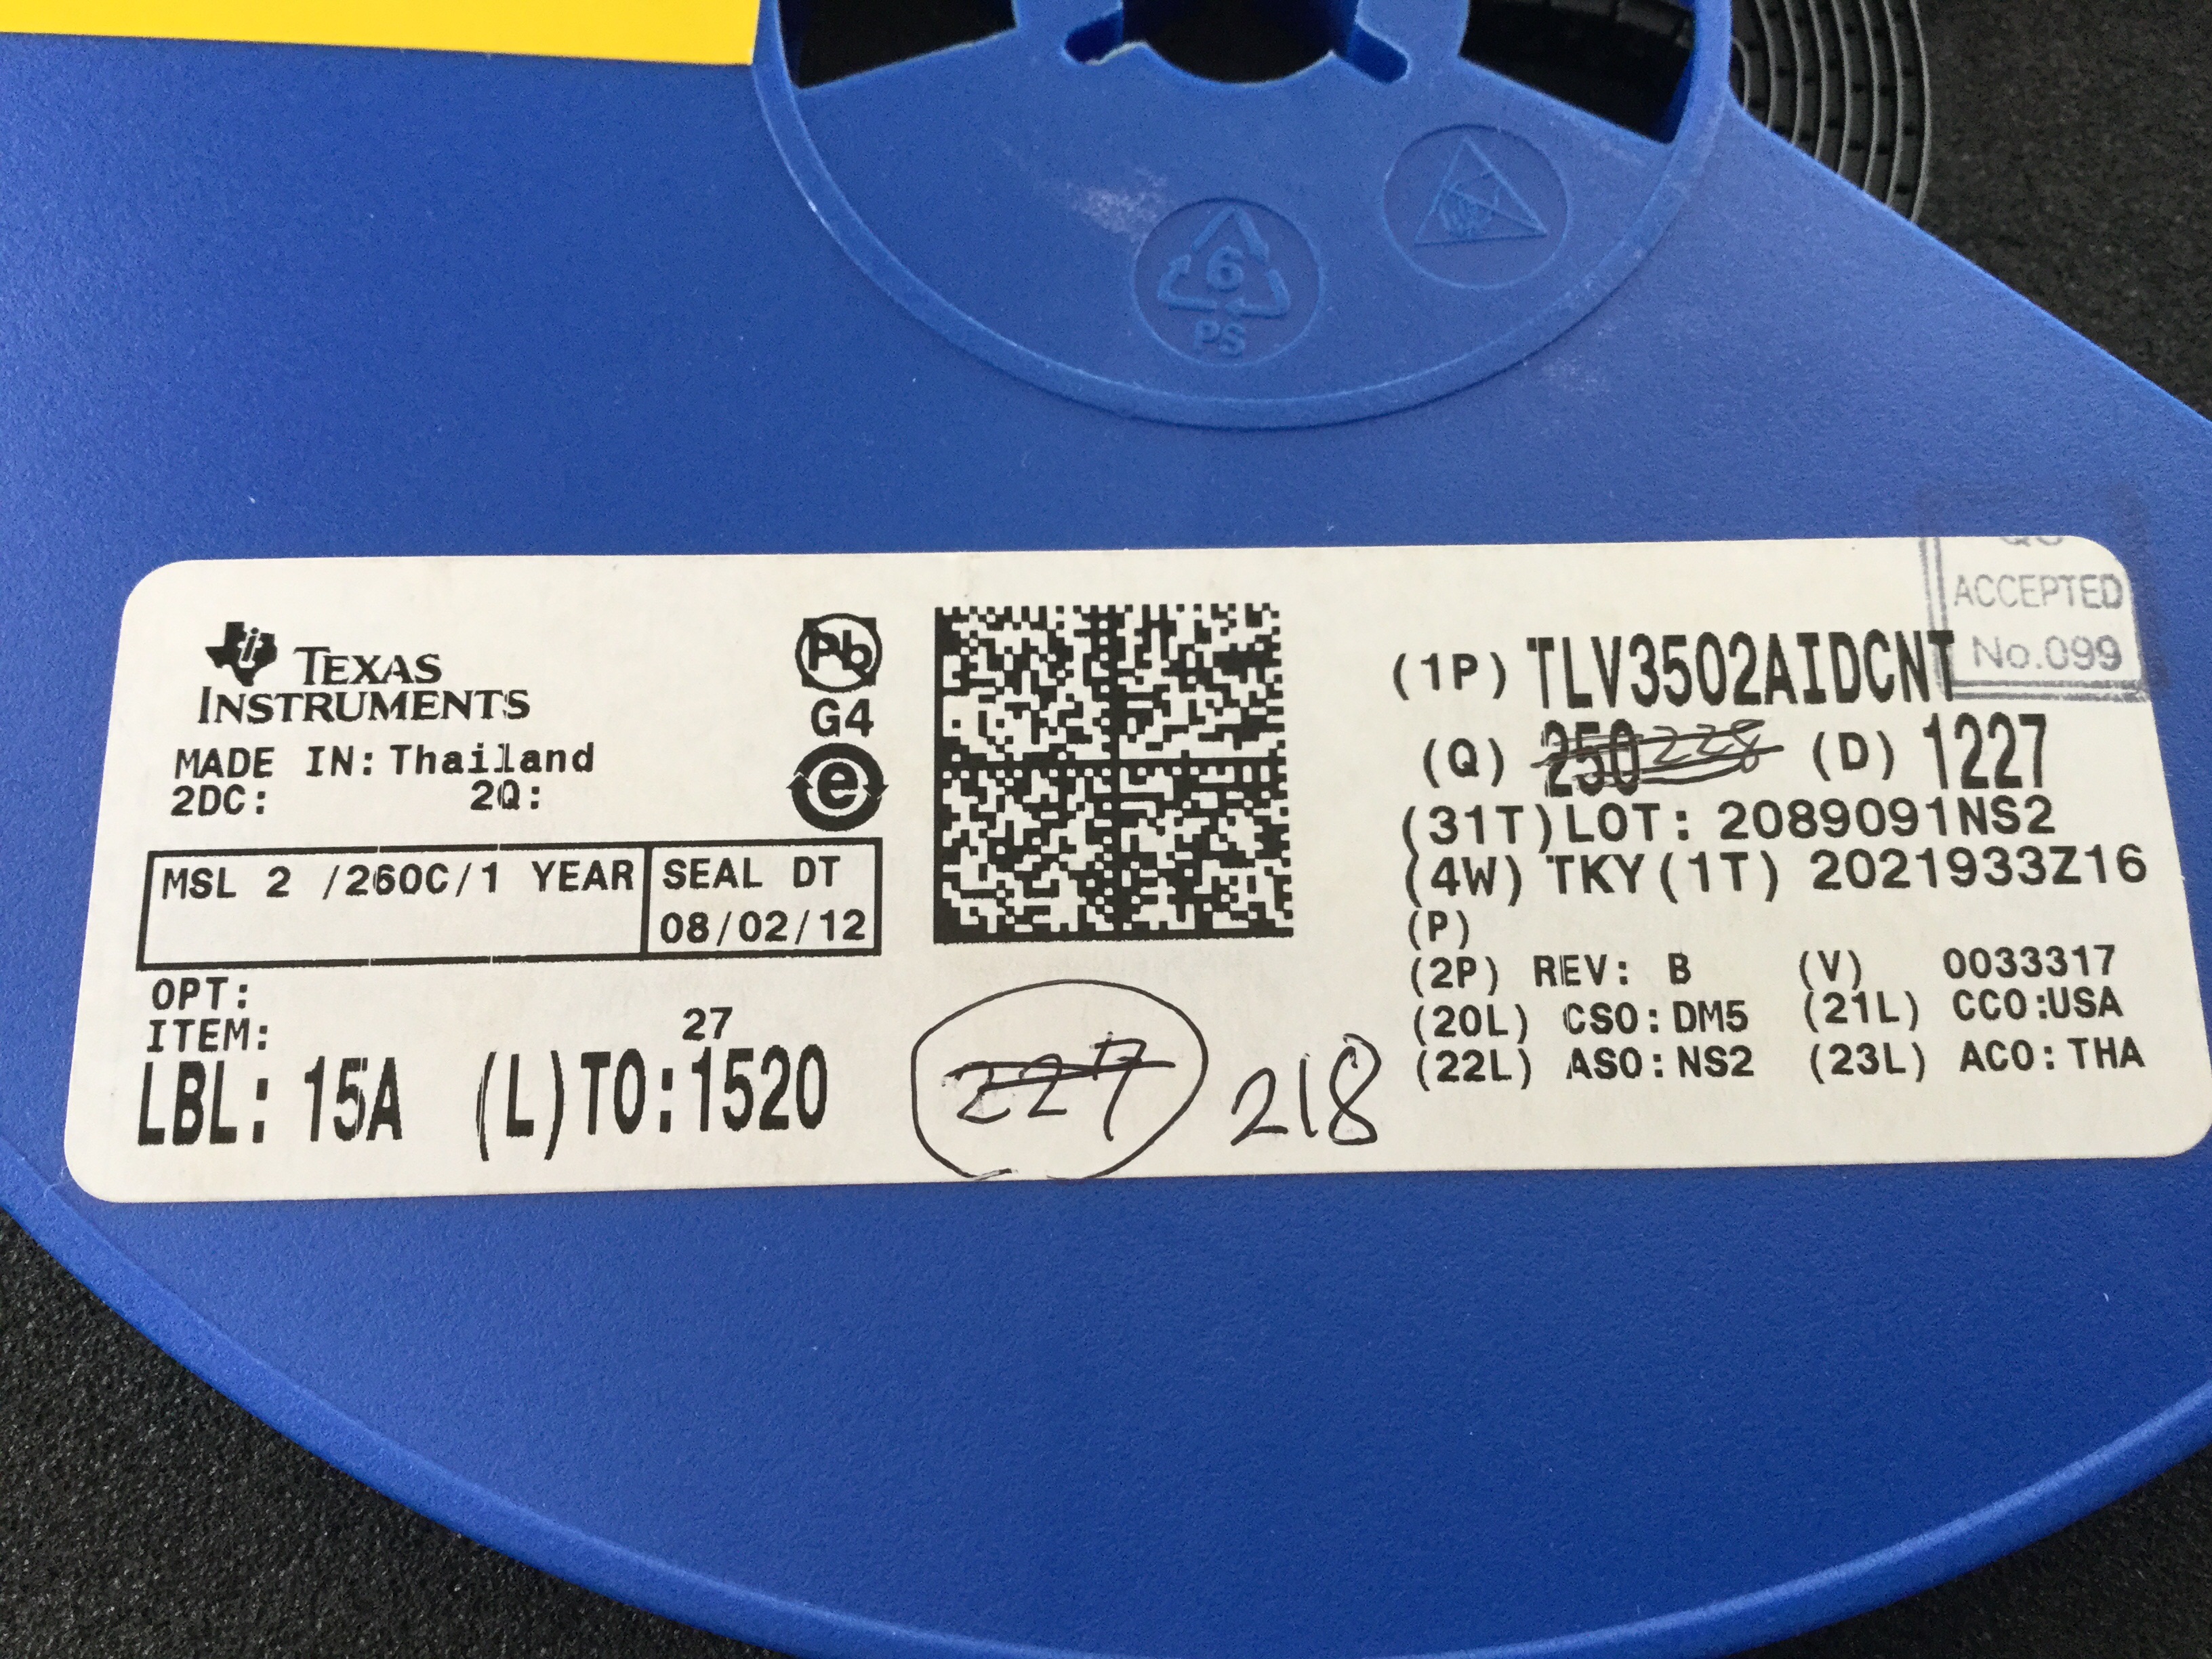 6
PS
TEXAS
INSTRUMENTS
MADE IN: Thailand
2DC: 2Q:
Pb
G4
e
MSL 2 /260C/1 YEAR
SEAL DT
08/02/12
OPT:
ITEM: 27
LBL: 15A (L)TO:1520
227 218
ACCEPTED
No.099
(1P) TLV3502AIDCNT
(Q) 250 228 (D) 1227
(31T)LOT: 2089091NS2
(4W) TKY(1T) 2021933Z16
(P)
(2P) REV: B (V) 0033317
(20L) CSO:DM5 (21L) CCO:USA
(22L) ASO:NS2 (23L) ACO:THA